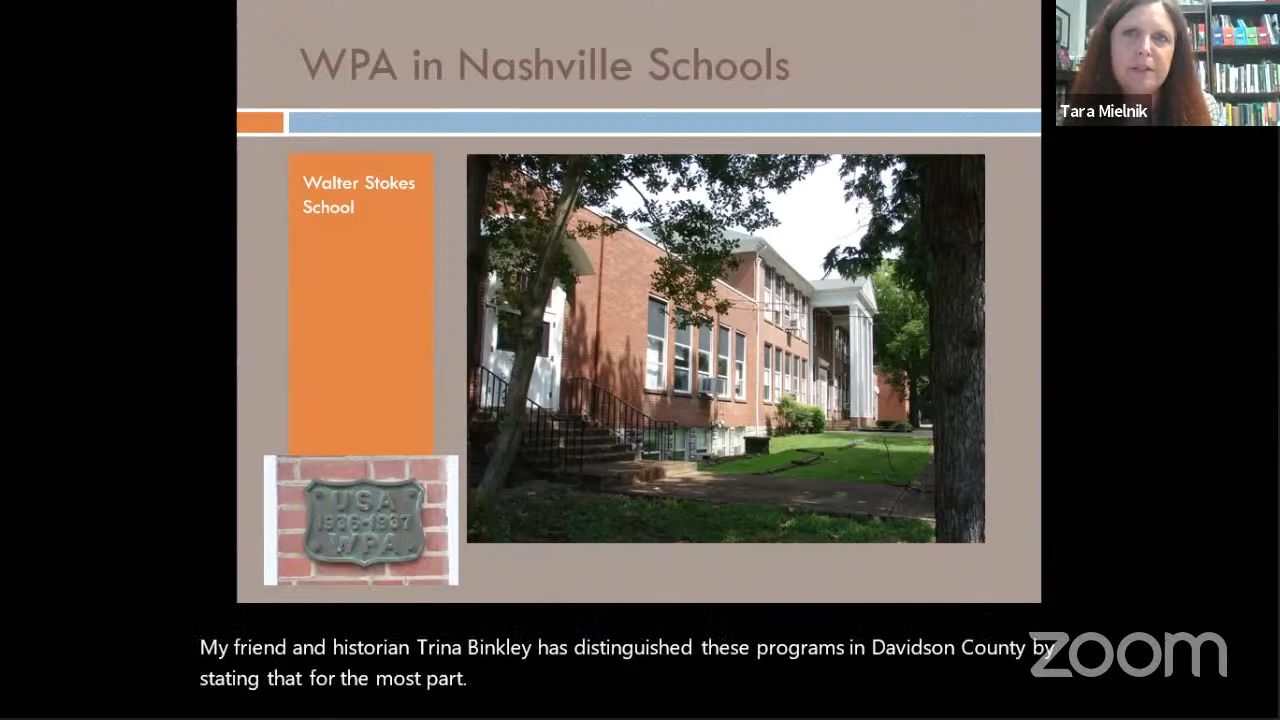 WPA in Nashville Schools
Tara Mielnik
Walter Stokes
School
USA
1936-1937
WPA
My friend and historian Trina Binkley has distinguished these programs in Davidson County by
stating that for the most part.
zoom